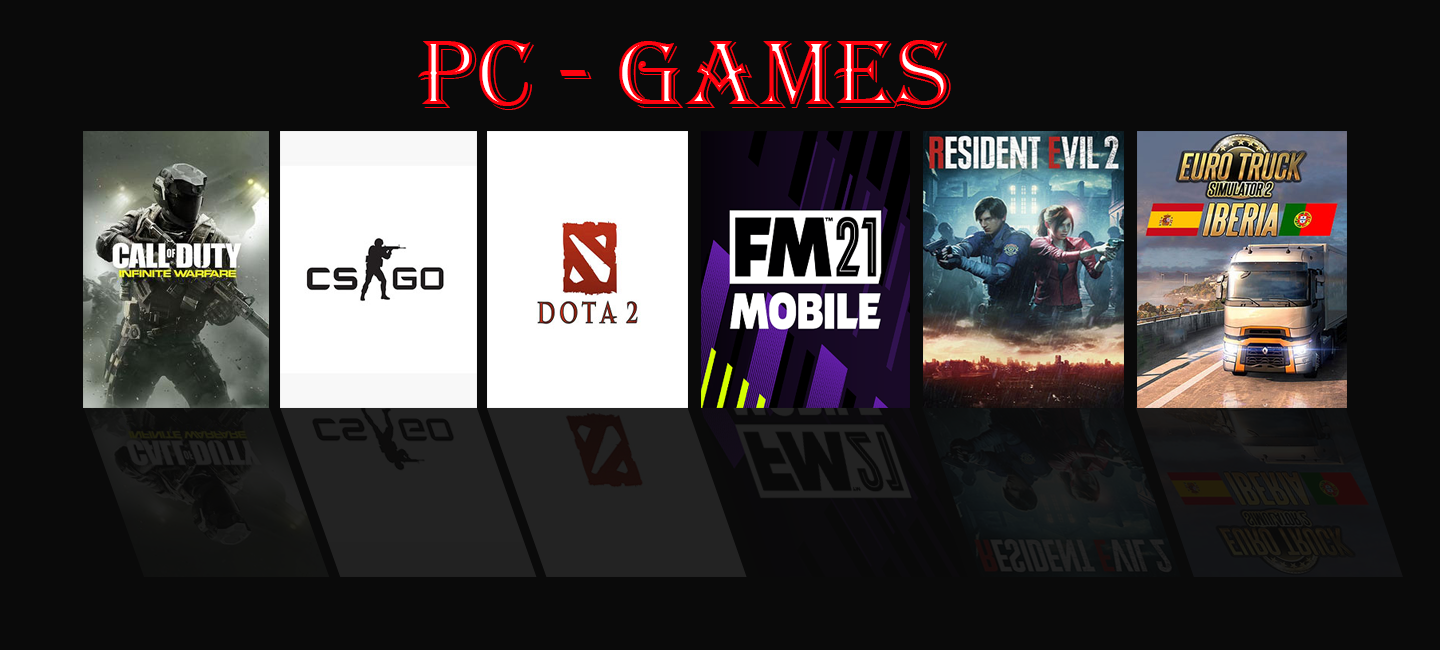 PC - GAMES
CALL OF DUTY
INFINITE WARFARE
CS GO
DOTA 2
FM™21
MOBILE
RESIDENT EVIL 2
EURO TRUCK
SIMULATOR 2
IBERIA